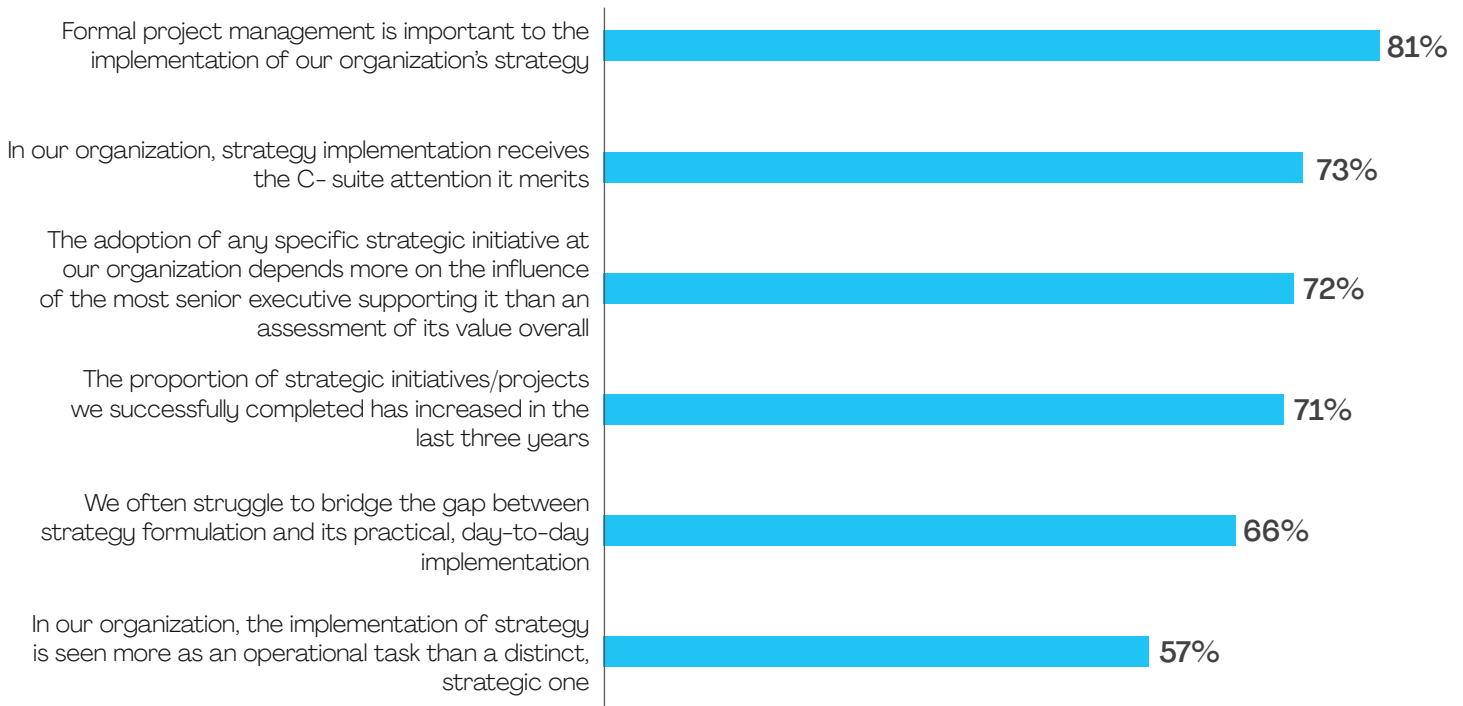 Formal project management is important to the
implementation of our organization's strategy
81%
In our organization, strategy implementation receives
the C- suite attention it merits
73%
The adoption of any specific strategic initiative at
our organization depends more on the influence
of the most senior executive supporting it than an
assessment of its value overall
72%
The proportion of strategic initiatives/projects
we successfully completed has increased in the
last three years
71%
We often struggle to bridge the gap between
strategy formulation and its practical, day-to-day
implementation
66%
In our organization, the implementation of strategy
is seen more as an operational task than a distinct,
strategic one
57%